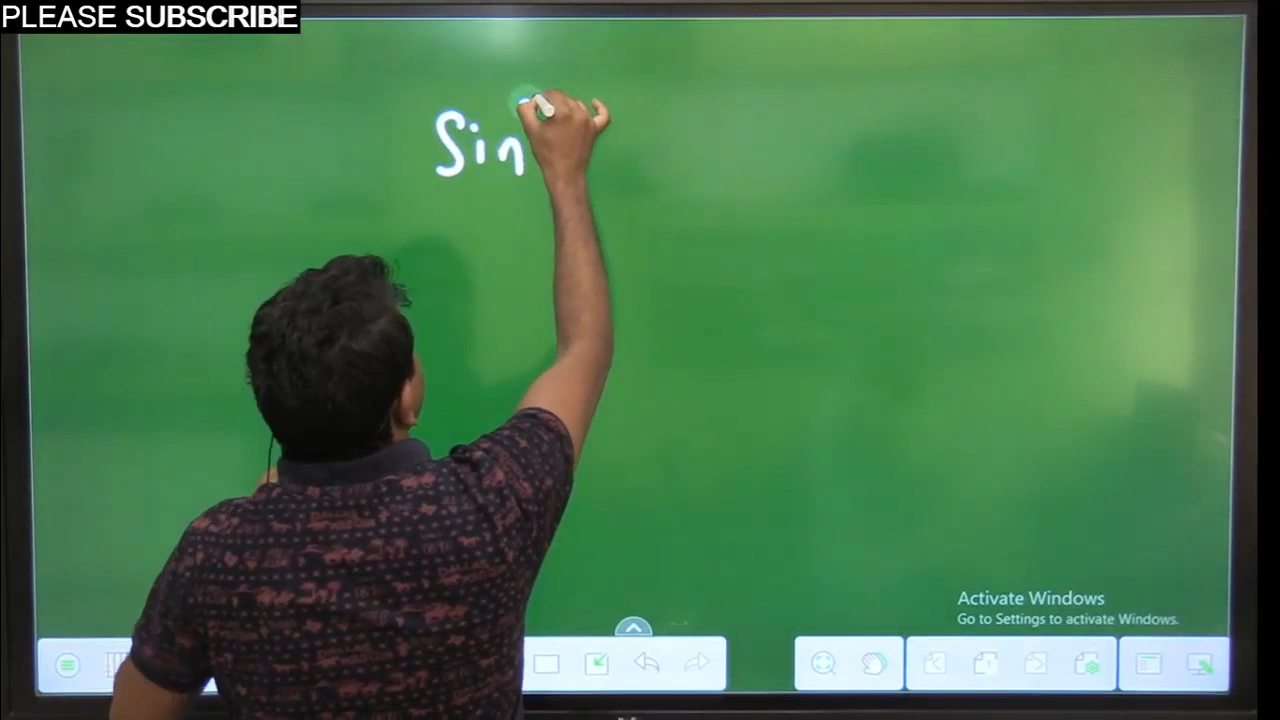 PLEASE SUBSCRIBE
Sin
Activate Windows
Go to Settings to activate Windows.